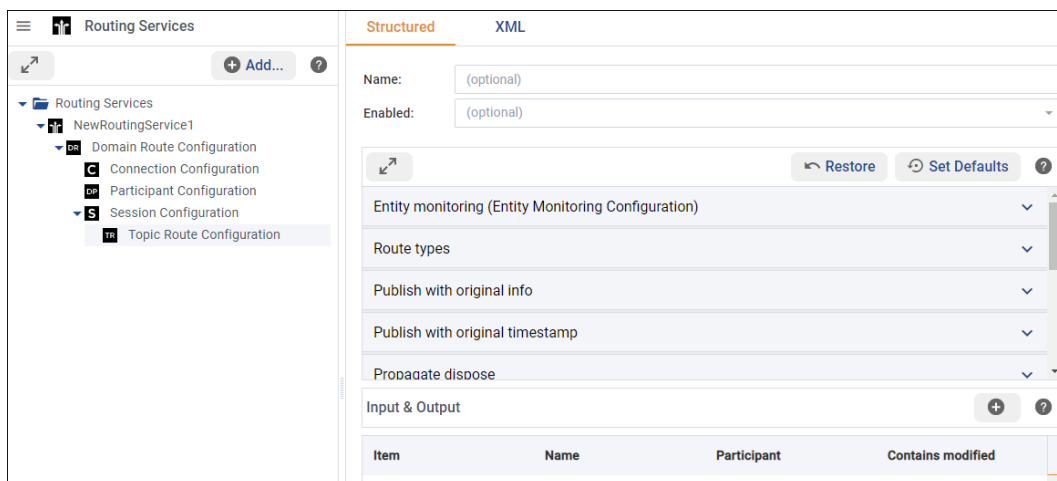 Routing Services
Add... ?
Routing Services
NewRoutingService1
DR Domain Route Configuration
C Connection Configuration
DP Participant Configuration
S Session Configuration
TR Topic Route Configuration
Structured XML
Name: (optional)
Enabled: (optional)
Restore Set Defaults ?
Entity monitoring (Entity Monitoring Configuration)
Route types
Publish with original info
Publish with original timestamp
Propagate dispose
Input & Output ?
Item Name Participant Contains modified